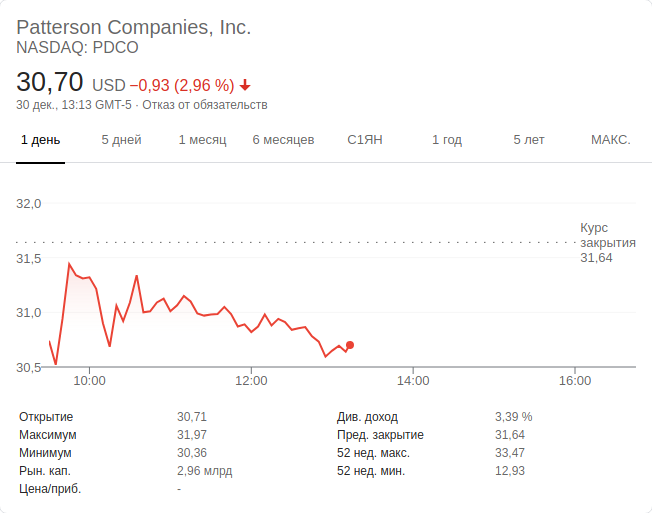 Patterson Companies, Inc.
NASDAQ: PDCO
30,70 USD −0,93 (2,96 %)
30 дек., 13:13 GMT-5 · Отказ от обязательств
1 день 5 дней 1 месяц 6 месяцев С1ЯН 1 год 5 лет МАКС.
32,0
Курс
закрытия
31,64
31,5
31,0
30,5
10:00 12:00 14:00 16:00
Открытие 30,71 Див. доход 3,39 %
Максимум 31,97 Пред. закрытие 31,64
Минимум 30,36 52 нед. макс. 33,47
Рын. кап. 2,96 млрд 52 нед. мин. 12,93
Цена/приб. -